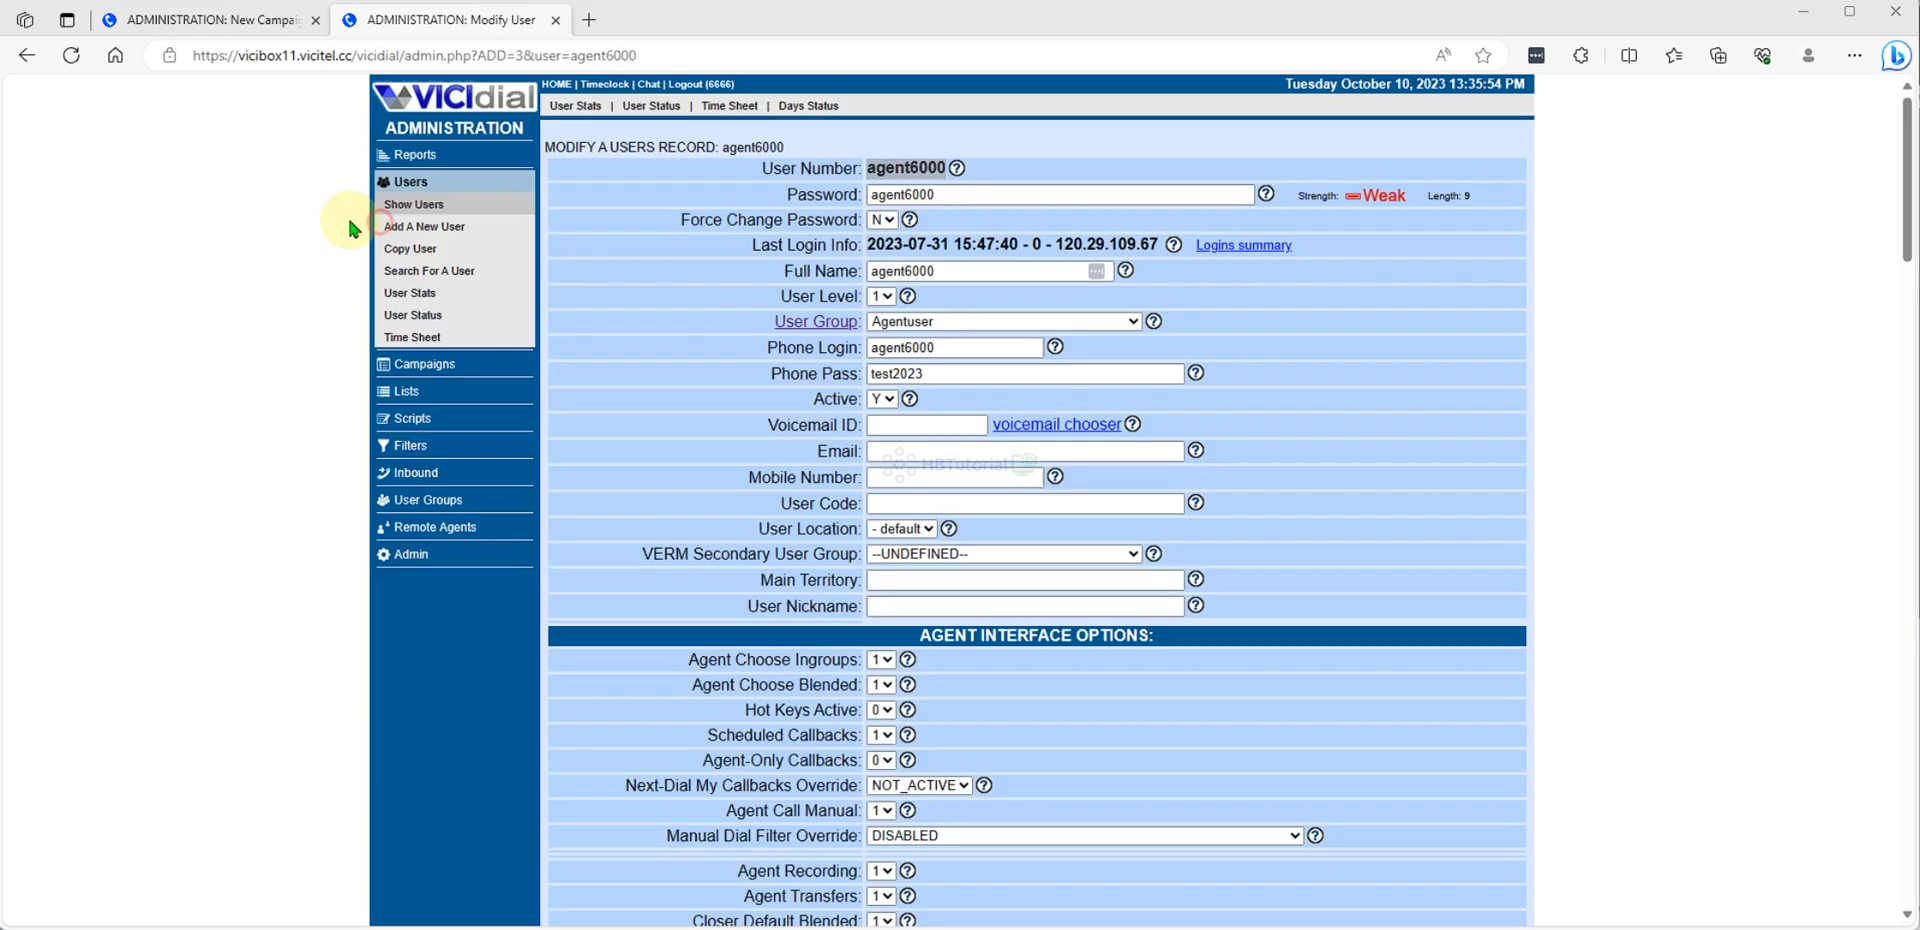 ADMINISTRATION: New Campai
ADMINISTRATION: Modify User
https://vicibox11.vicitel.cc/vicidial/admin.php?ADD=3&user=agent6000
VICIdial
HOME | Timeclock | Chat | Logout (6666)
Tuesday October 10, 2023 13:35:54 PM
User Stats | User Status | Time Sheet | Days Status
ADMINISTRATION
Reports
Users
Show Users
Add A New User
Copy User
Search For A User
User Stats
User Status
Time Sheet
Campaigns
Lists
Scripts
Filters
Inbound
User Groups
Remote Agents
Admin
MODIFY A USERS RECORD: agent6000
User Number: agent6000
Password: agent6000 Strength: Weak Length: 9
Force Change Password: N
Last Login Info: 2023-07-31 15:47:40 - 0 - 120.29.109.67 Logins summary
Full Name: agent6000
User Level: 1
User Group: Agentuser
Phone Login: agent6000
Phone Pass: test2023
Active: Y
Voicemail ID: voicemail chooser
Email:
HBTutorial
Mobile Number:
User Code:
User Location: - default
VERM Secondary User Group: --UNDEFINED--
Main Territory:
User Nickname:
AGENT INTERFACE OPTIONS:
Agent Choose Ingroups: 1
Agent Choose Blended: 1
Hot Keys Active: 0
Scheduled Callbacks: 1
Agent-Only Callbacks: 0
Next-Dial My Callbacks Override: NOT_ACTIVE
Agent Call Manual: 1
Manual Dial Filter Override: DISABLED
Agent Recording: 1
Agent Transfers: 1
Closer Default Blended: 1